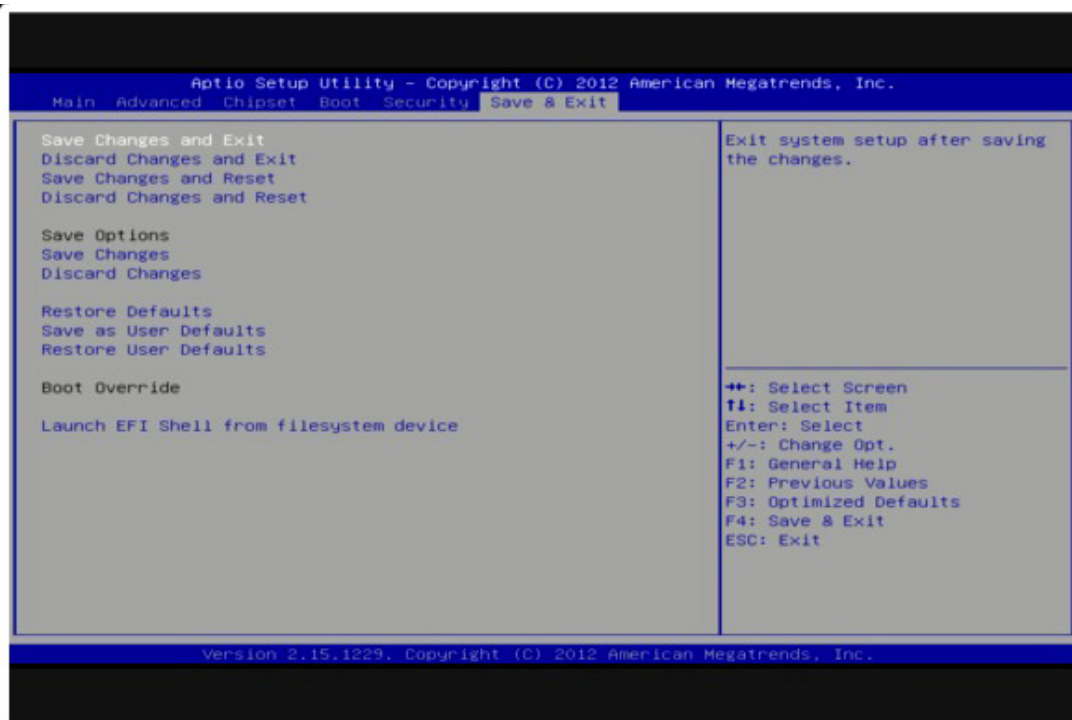 Aptio Setup Utility - Copyright (C) 2012 American Megatrends, Inc.
Main Advanced Chipset Boot Security Save & Exit
Save Changes and Exit
Discard Changes and Exit
Save Changes and Reset
Discard Changes and Reset
Save Options
Save Changes
Discard Changes
Restore Defaults
Save as User Defaults
Restore User Defaults
Boot Override
Launch EFI Shell from filesystem device
Exit system setup after saving
the changes.
→←: Select Screen
↑↓: Select Item
Enter: Select
+/-: Change Opt.
F1: General Help
F2: Previous Values
F3: Optimized Defaults
F4: Save & Exit
ESC: Exit
Version 2.15.1229. Copyright (C) 2012 American Megatrends, Inc.